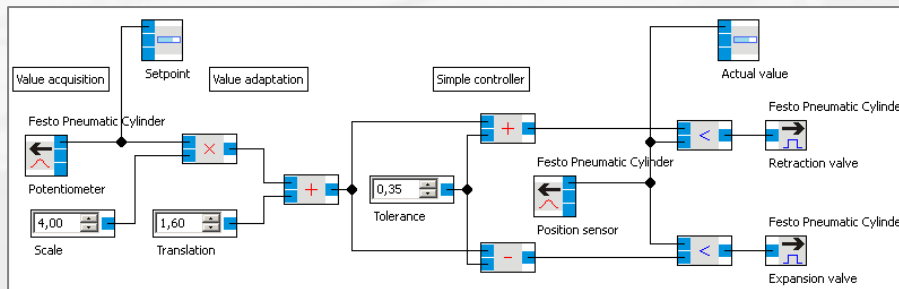 Setpoint
Actual value
Value acquisition
Value adaptation
Simple controller
Festo Pneumatic Cylinder
Potentiometer
×
+
+
-
<
<
4,00
Scale
1,60
Translation
0,35
Tolerance
Festo Pneumatic Cylinder
Position sensor
Festo Pneumatic Cylinde
Retraction valve
Festo Pneumatic Cylinde
Expansion valve